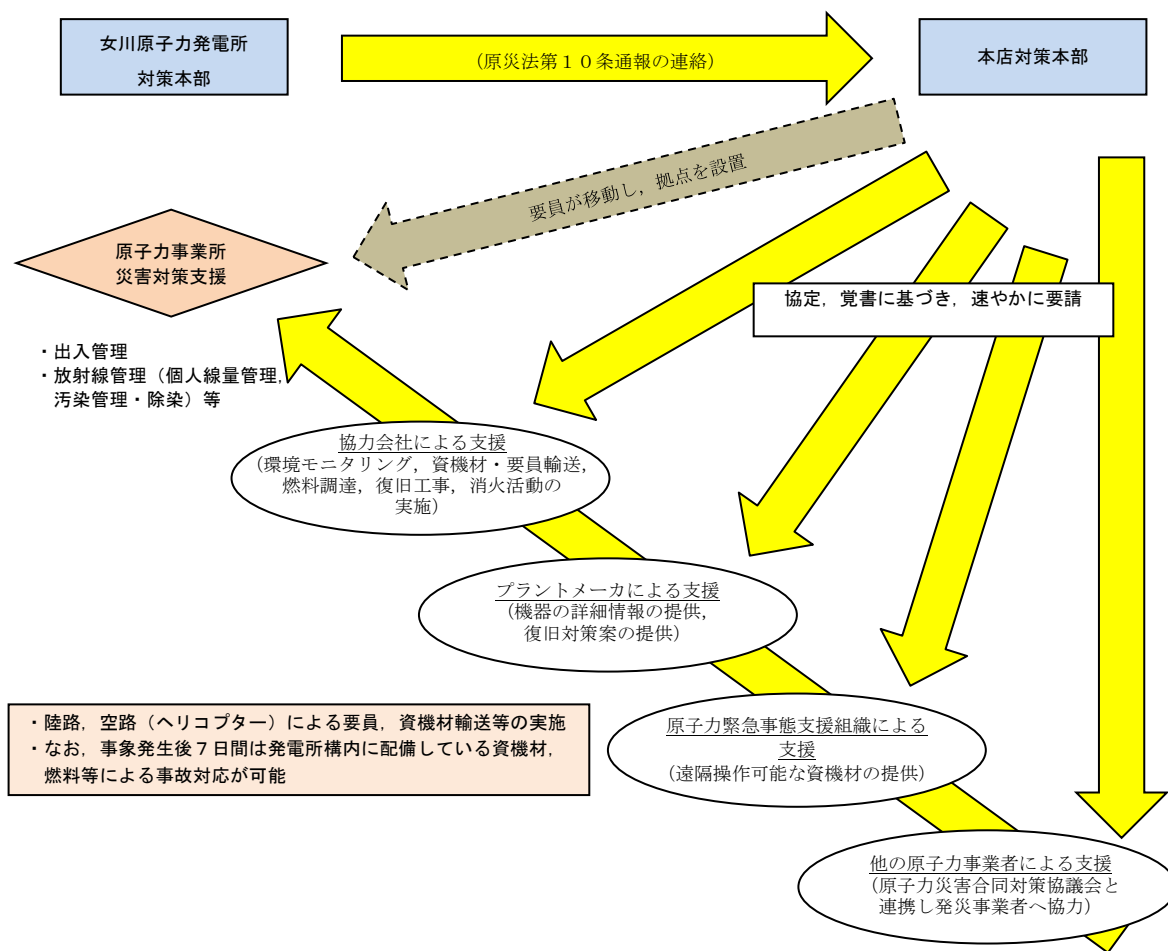 女川原子力発電所
対策本部
(原災法第１０条通報の連絡)
本店対策本部
要員が移動し，拠点を設置
原子力事業所
災害対策支援
協定，覚書に基づき，速やかに要請
・出入管理
・放射線管理（個人線量管理，
汚染管理・除染）等
協力会社による支援
(環境モニタリング，資機材・要員輸送，
燃料調達，復旧工事，消火活動の
実施)
プラントメーカによる支援
(機器の詳細情報の提供，
復旧対策案の提供)
・陸路，空路（ヘリコプター）による要員，資機材輸送等の実施
・なお，事象発生後７日間は発電所構内に配備している資機材，
燃料等による事故対応が可能
原子力緊急事態支援組織による
支援
(遠隔操作可能な資機材の提供)
他の原子力事業者による支援
(原子力災害合同対策協議会と
連携し発災事業者へ協力)